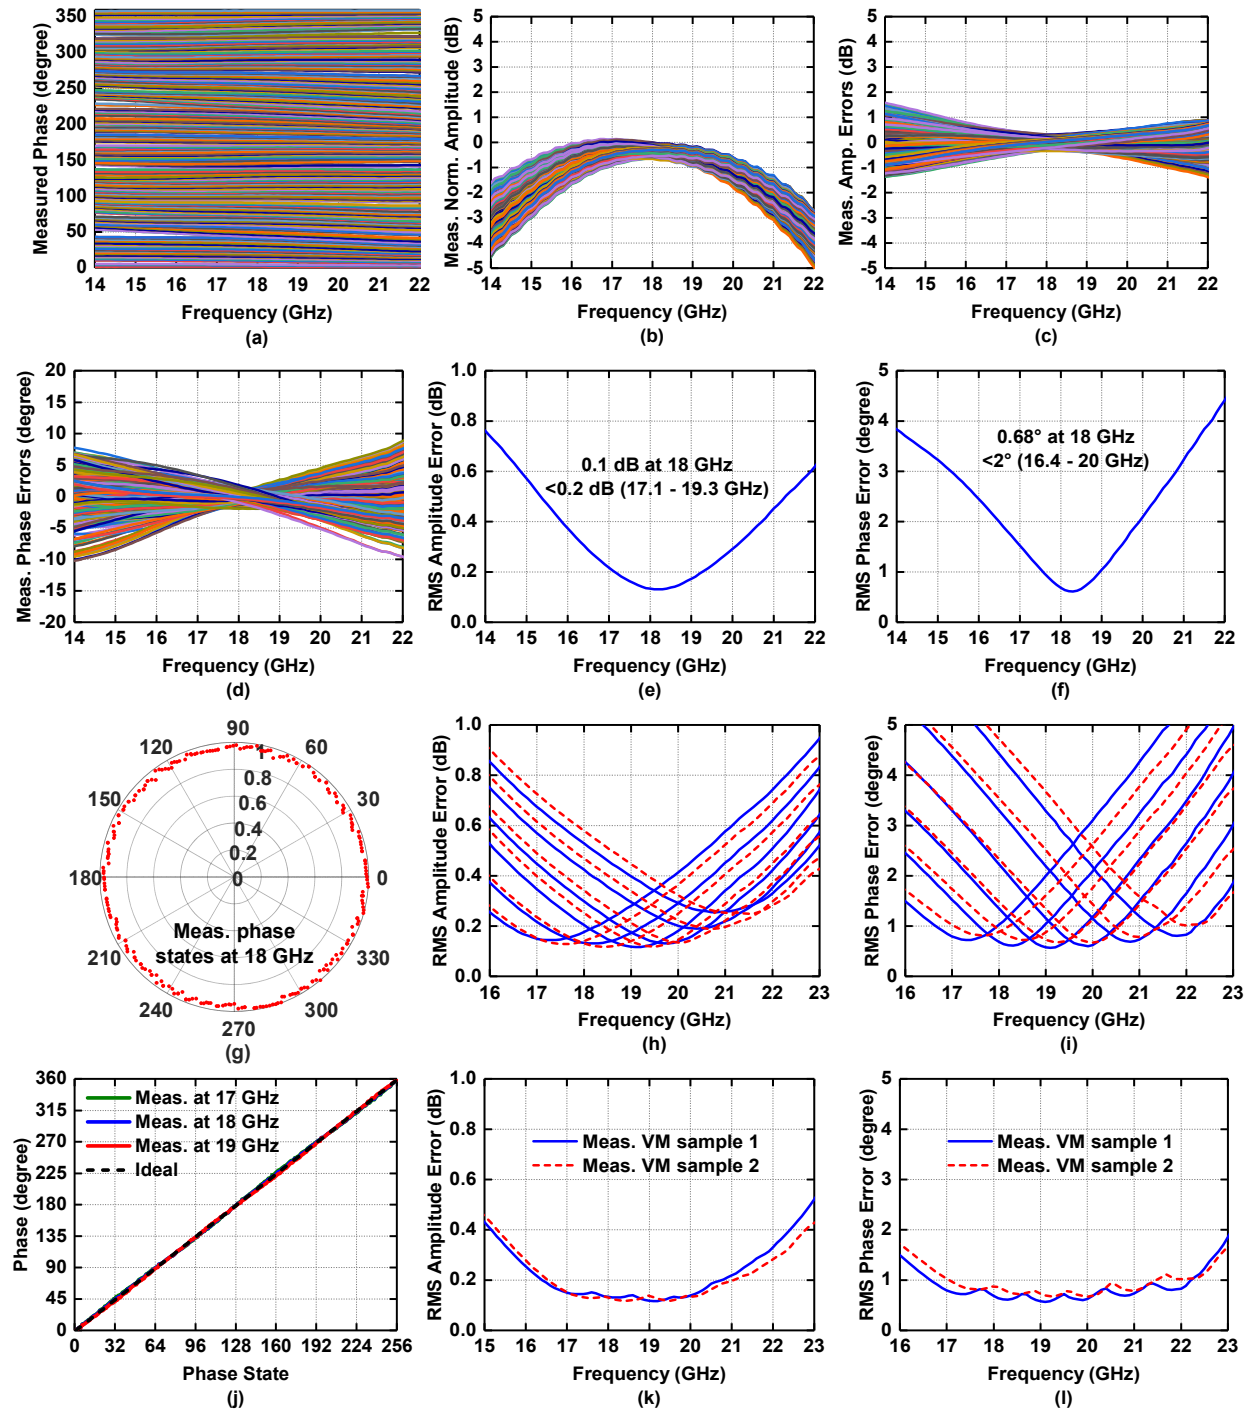 Measured Phase (degree)
360
300
250
200
150
100
50
0
14 15 16 17 18 19 20 21 22
Frequency (GHz)
(a)
Meas. Norm. Amplitude (dB)
5
4
3
2
1
0
-1
-2
-3
-4
-5
14 15 16 17 18 19 20 21 22
Frequency (GHz)
(b)
Meas. Amp. Errors (dB)
5
4
3
2
1
0
-1
-2
-3
-4
-5
14 15 16 17 18 19 20 21 22
Frequency (GHz)
(c)
Meas. Phase Errors (degree)
20
15
10
5
0
-5
-10
-15
-20
14 15 16 17 18 19 20 21 22
Frequency (GHz)
(d)
RMS Amplitude Error (dB)
1.0
0.8
0.6
0.4
0.2
0.0
0.1 dB at 18 GHz
<0.2 dB (17.1 - 19.3 GHz)
14 15 16 17 18 19 20 21 22
Frequency (GHz)
(e)
RMS Phase Error (degree)
5
4
3
2
1
0
0.68° at 18 GHz
<2° (16.4 - 20 GHz)
14 15 16 17 18 19 20 21 22
Frequency (GHz)
(f)
90
120 60
150 30
180 0
210 330
240 300
270
1
0.8
0.6
0.4
0.2
0
Meas. phase
states at 18 GHz
(g)
RMS Amplitude Error (dB)
1.0
0.8
0.6
0.4
0.2
0.0
16 17 18 19 20 21 22 23
Frequency (GHz)
(h)
RMS Phase Error (degree)
5
4
3
2
1
0
16 17 18 19 20 21 22 23
Frequency (GHz)
(i)
Phase (degree)
360
315
270
225
180
135
90
45
0
Meas. at 17 GHz
Meas. at 18 GHz
Meas. at 19 GHz
Ideal
0 32 64 96 128 160 192 224 256
Phase State
(j)
RMS Amplitude Error (dB)
1.0
0.8
0.6
0.4
0.2
0.0
Meas. VM sample 1
Meas. VM sample 2
15 16 17 18 19 20 21 22 23
Frequency (GHz)
(k)
RMS Phase Error (degree)
5
4
3
2
1
0
Meas. VM sample 1
Meas. VM sample 2
16 17 18 19 20 21 22 23
Frequency (GHz)
(l)